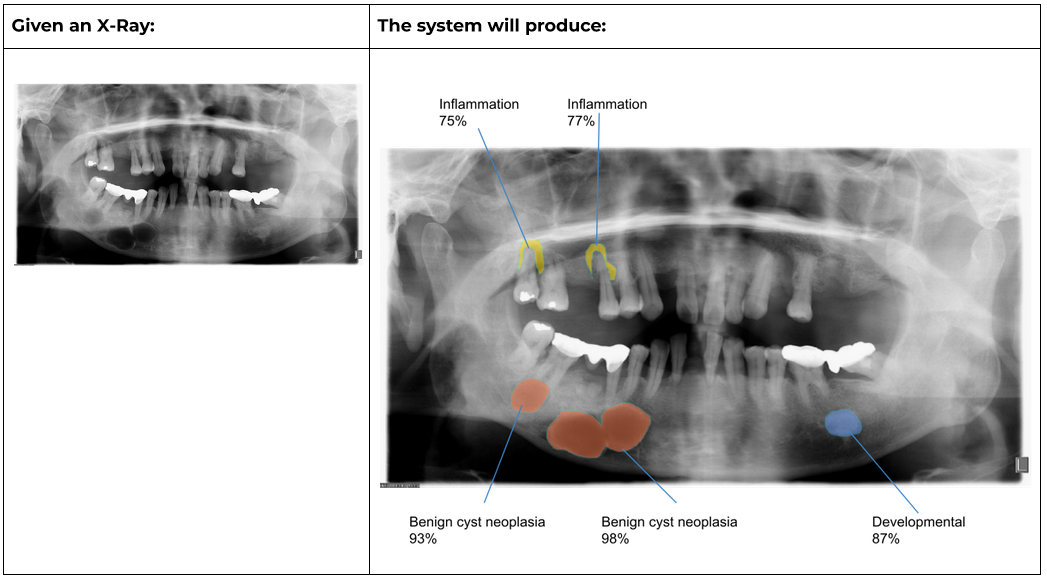 Given an X-Ray:
The system will produce:
Inflammation
75%
Inflammation
77%
Benign cyst neoplasia
93%
Benign cyst neoplasia
98%
Developmental
87%
L